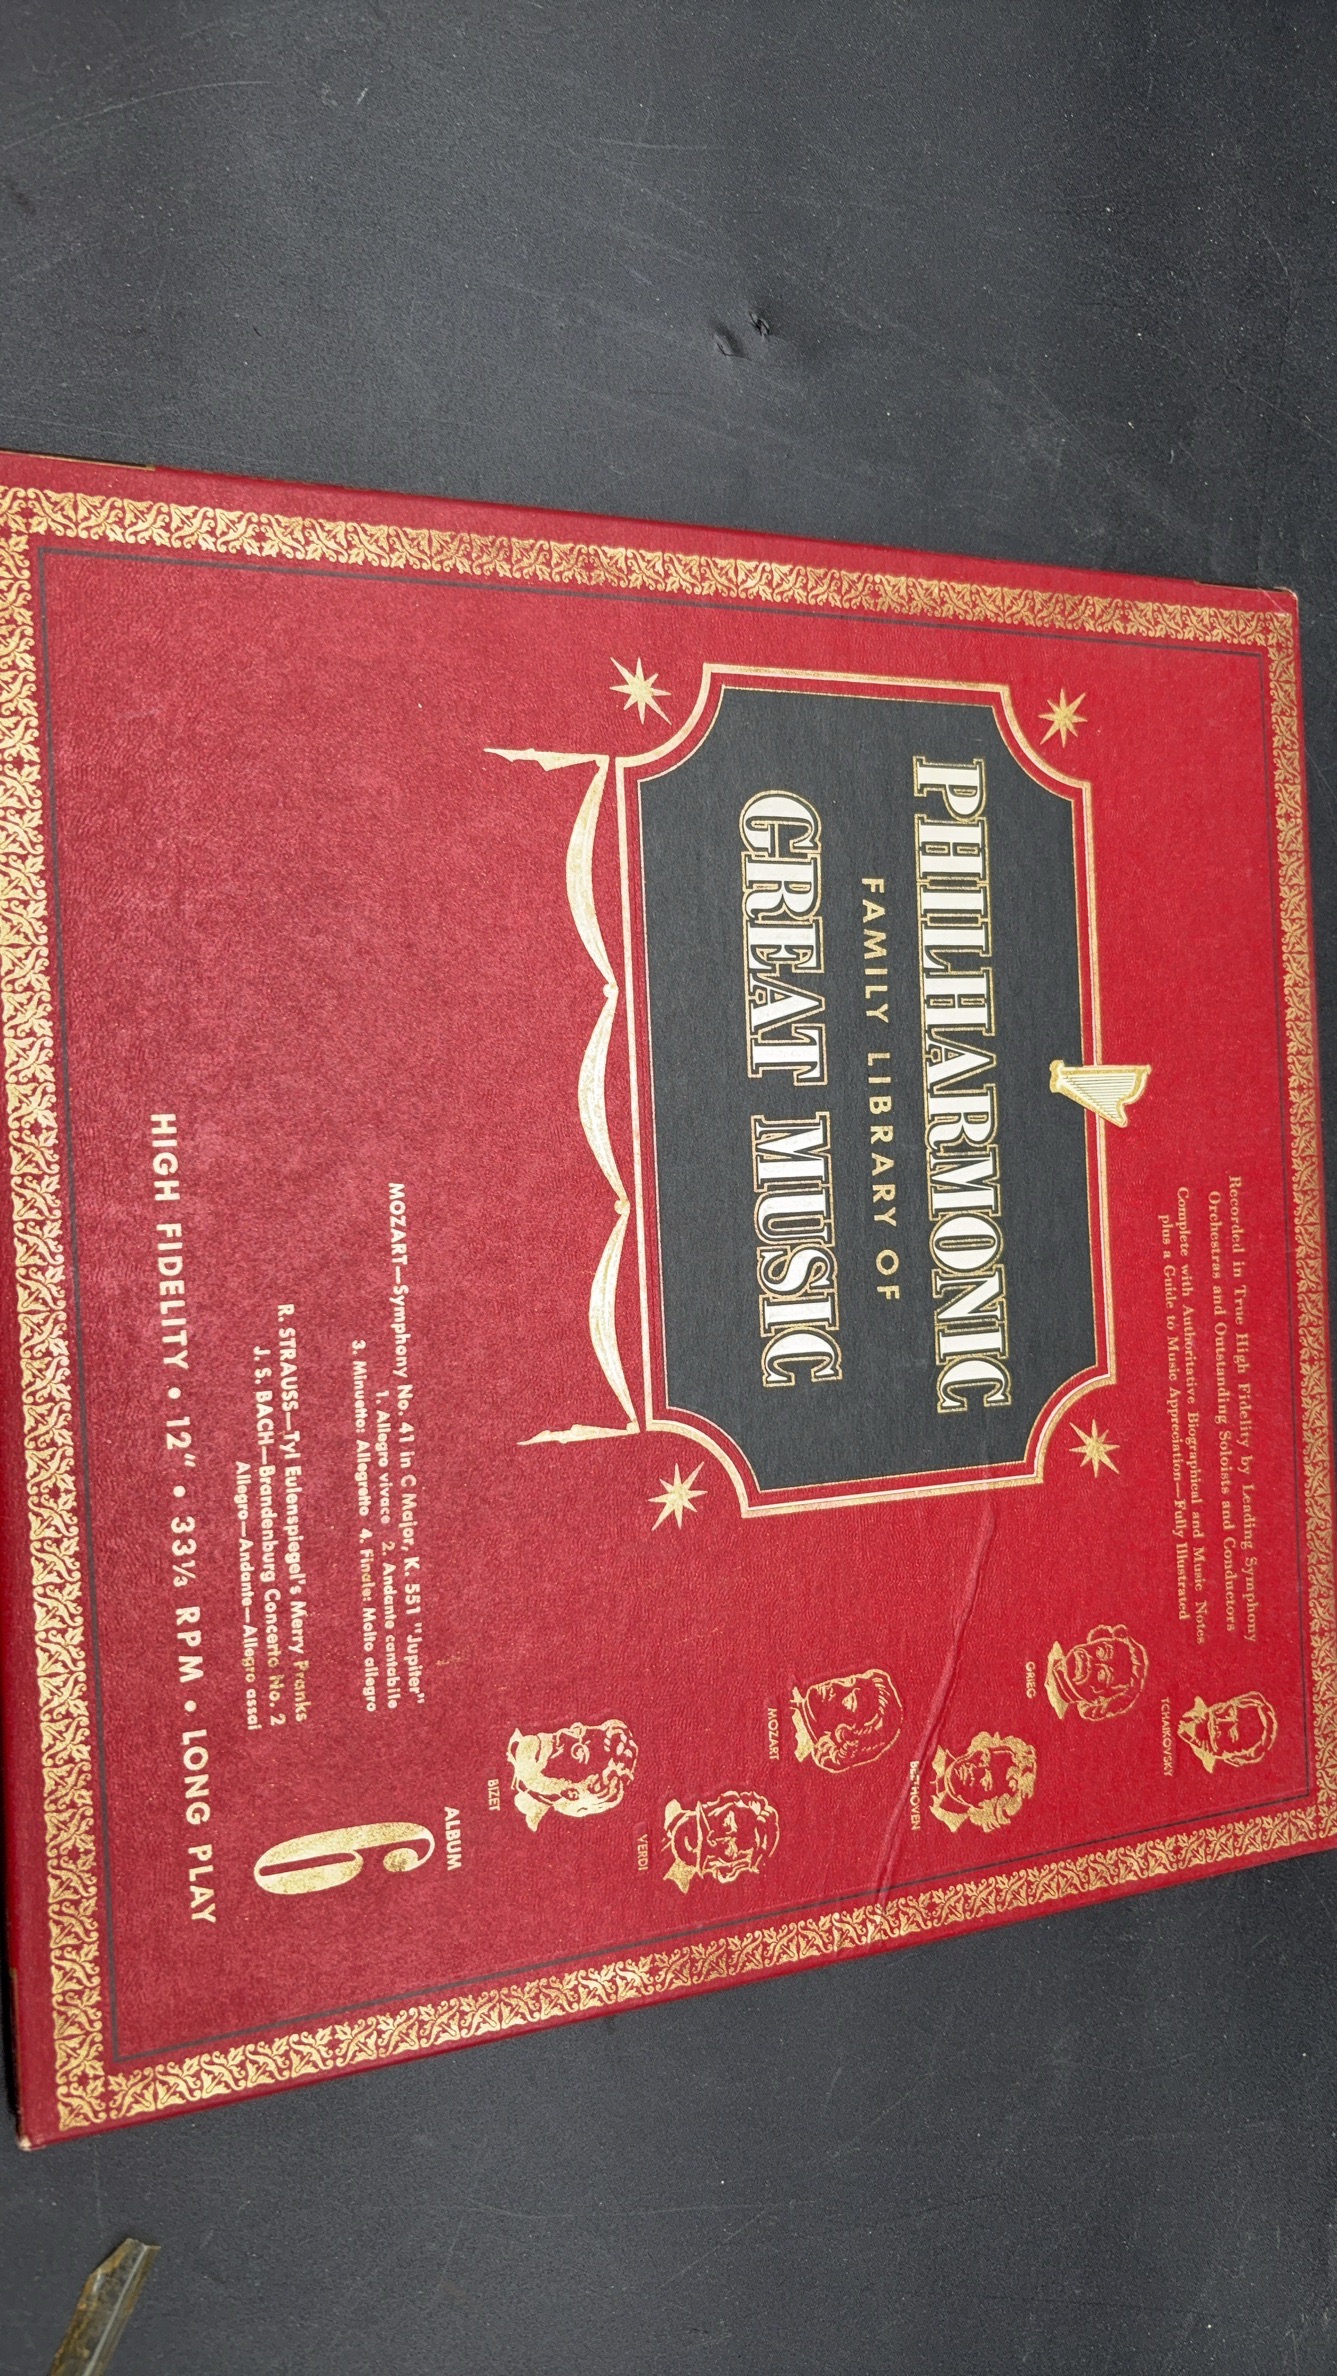 Recorded in True High Fidelity by Leading Symphony
Orchestras and Outstanding Soloists and Conductors
Complete with Authoritative Biographical and Music Notes
plus a Guide to Music Appreciation—Fully Illustrated
PHILHARMONIC
FAMILY LIBRARY OF
GREAT MUSIC
TCHAIKOVSKY
GRIEG
BEETHOVEN
MOZART
VERDI
BIZET
ALBUM
6
MOZART—Symphony No. 41 in C Major, K. 551 "Jupiter"
1. Allegro vivace 2. Andante cantabile
3. Minuetto: Allegretto 4. Finale: Molto allegro
R. STRAUSS—Tyl Eulenspiegel's Merry Pranks
J. S. BACH—Brandenburg Concerto No. 2
Allegro—Andante—Allegro assai
HIGH FIDELITY • 12" • 33⅓ RPM • LONG PLAY